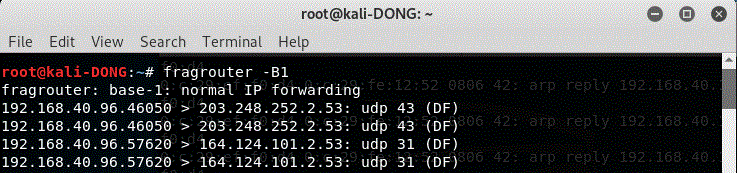 root@kali-DONG: ~
File Edit View Search Terminal Help
root@kali-DONG:~# fragrouter -B1
fragrouter: base-1: normal IP forwarding
192.168.40.96.46050 > 203.248.252.2.53: udp 43 (DF)
192.168.40.96.46050 > 203.248.252.2.53: udp 43 (DF)
192.168.40.96.57620 > 164.124.101.2.53: udp 31 (DF)
192.168.40.96.57620 > 164.124.101.2.53: udp 31 (DF)